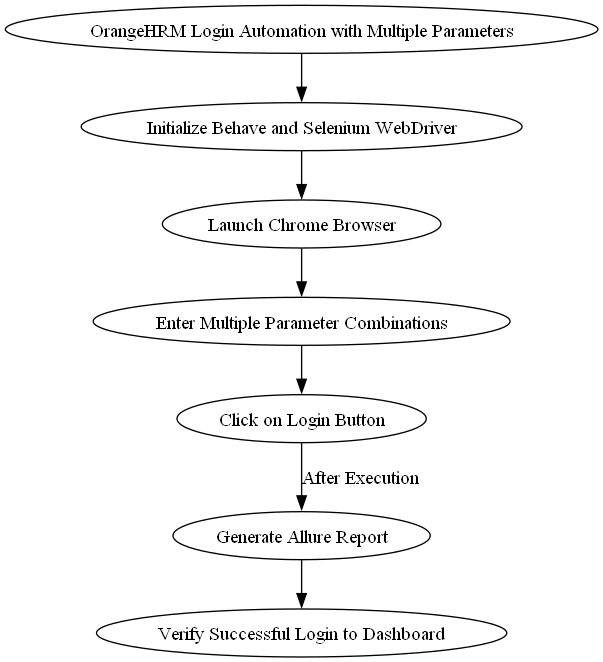 OrangeHRM Login Automation with Multiple Parameters
Initialize Behave and Selenium WebDriver
Launch Chrome Browser
Enter Multiple Parameter Combinations
Click on Login Button
After Execution
Generate Allure Report
Verify Successful Login to Dashboard